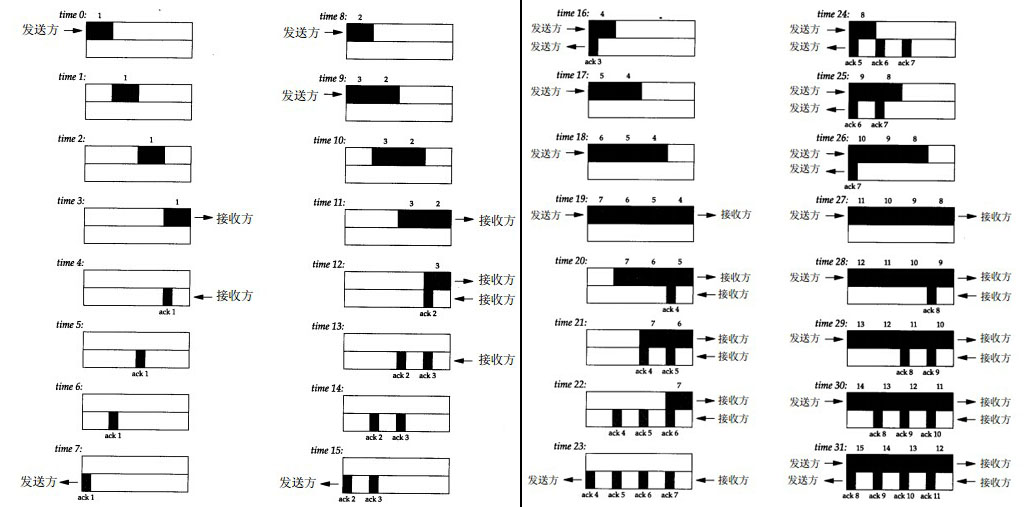 time 0: 1
发送方
time 1: 1
time 2: 1
time 3: 1
接收方
time 4:
接收方
ack 1
time 5:
ack 1
time 6:
ack 1
time 7:
发送方
ack 1
time 8: 2
发送方
time 9: 3 2
发送方
time 10: 3 2
time 11: 3 2
接收方
time 12: 3
接收方
接收方
ack 2
time 13:
接收方
ack 2 ack 3
time 14:
ack 2 ack 3
time 15:
发送方
ack 2 ack 3
time 16: 4
发送方
发送方
ack 3
time 17: 5 4
发送方
time 18: 6 5 4
发送方
time 19: 7 6 5 4
发送方 接收方
time 20: 7 6 5
接收方
接收方
ack 4
time 21: 7 6
接收方
接收方
ack 4 ack 5
time 22: 7
接收方
接收方
ack 4 ack 5 ack 6
time 23:
发送方 接收方
ack 4 ack 5 ack 6 ack 7
time 24: 8
发送方
发送方
ack 5 ack 6 ack 7
time 25: 9 8
发送方
发送方
ack 6 ack 7
time 26: 10 9 8
发送方
发送方
ack 7
time 27: 11 10 9 8
发送方 接收方
time 28: 12 11 10 9
发送方 接收方
接收方
ack 8
time 29: 13 12 11 10
发送方 接收方
接收方
ack 8 ack 9
time 30: 14 13 12 11
发送方 接收方
接收方
ack 8 ack 9 ack 10
time 31: 15 14 13 12
发送方 接收方
发送方 接收方
ack 8 ack 9 ack 10 ack 11